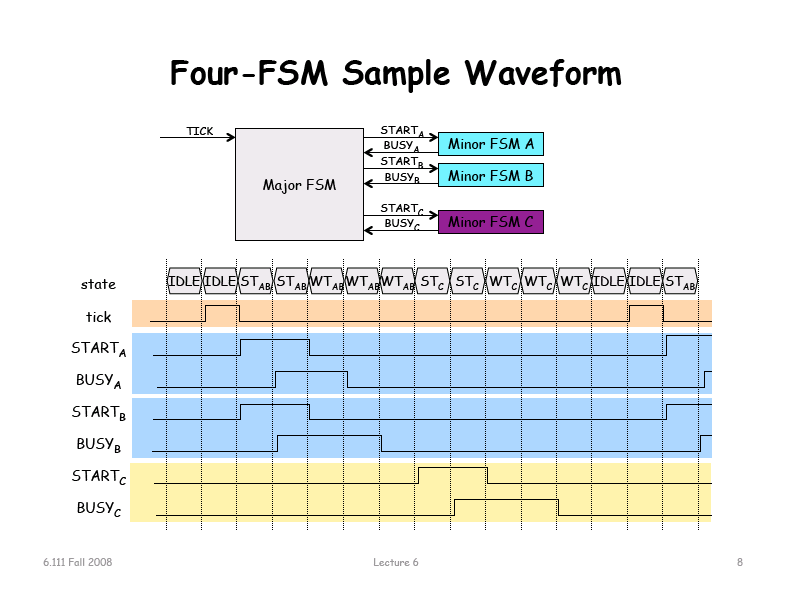 Four-FSM Sample Waveform
TICK
Major FSM
START_A
BUSY_A
START_B
BUSY_B
START_C
BUSY_C
Minor FSM A
Minor FSM B
Minor FSM C
state IDLE IDLE ST_AB ST_AB WT_AB WT_AB WT_AB ST_C ST_C WT_C WT_C WT_C IDLE IDLE ST_AB
tick
START_A
BUSY_A
START_B
BUSY_B
START_C
BUSY_C
6.111 Fall 2008 Lecture 6 8